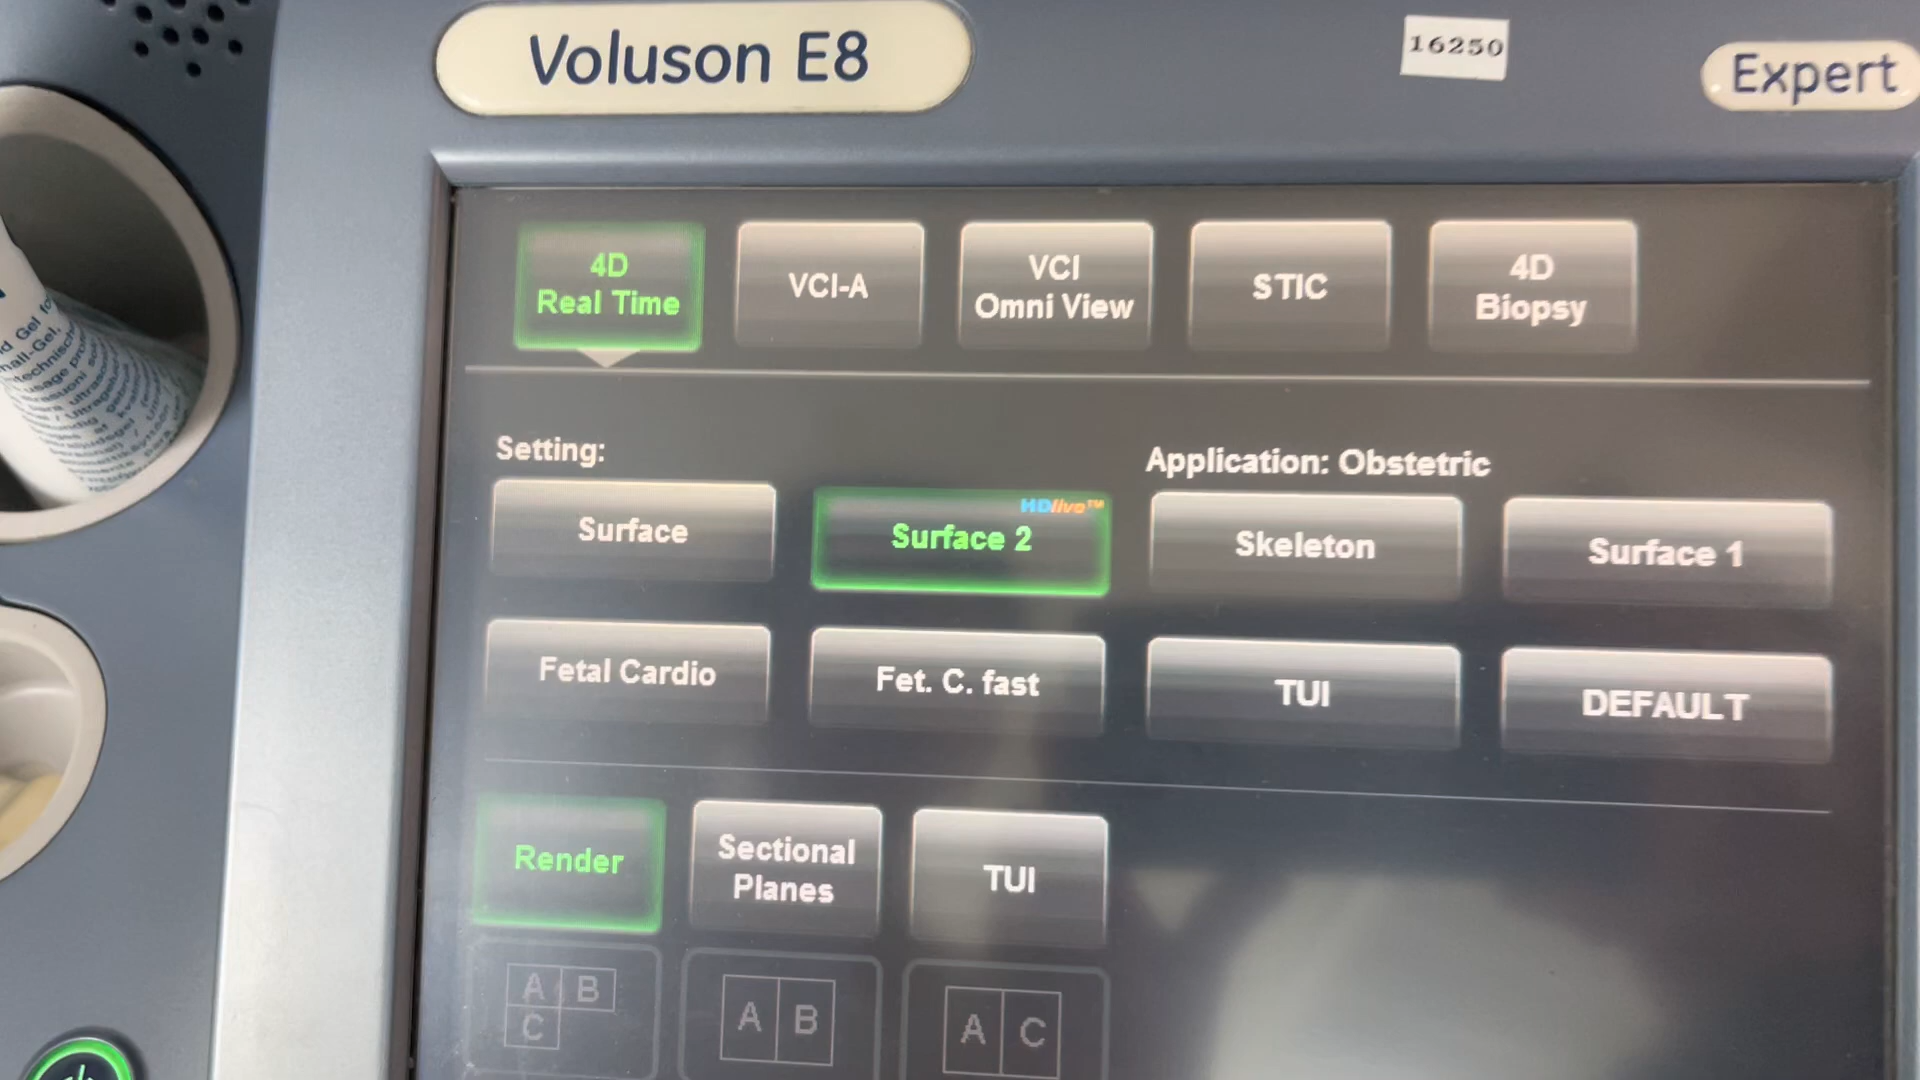 Voluson E8
16250
Expert
4D
Real Time
VCI-A
VCI
Omni View
STIC
4D
Biopsy
Setting:
Application: Obstetric
Surface
HDlive™
Surface 2
Skeleton
Surface 1
Fetal Cardio
Fet. C. fast
TUI
DEFAULT
Render
Sectional
Planes
TUI
A B
C
A B
A C
Gel